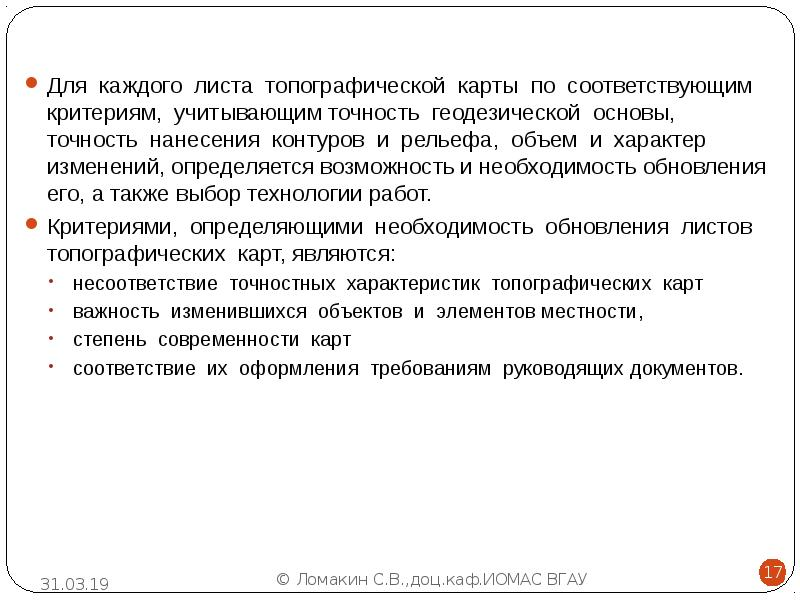 Для каждого листа топографической карты по соответствующим
критериям, учитывающим точность геодезической основы,
точность нанесения контуров и рельефа, объем и характер
изменений, определяется возможность и необходимость обновления
его, а также выбор технологии работ.
Критериями, определяющими необходимость обновления листов
топографических карт, являются:
• несоответствие точностных характеристик топографических карт
• важность изменившихся объектов и элементов местности,
• степень современности карт
• соответствие их оформления требованиям руководящих документов.
31.03.19
© Ломакин С.В.,доц.каф.ИОМАС ВГАУ
17